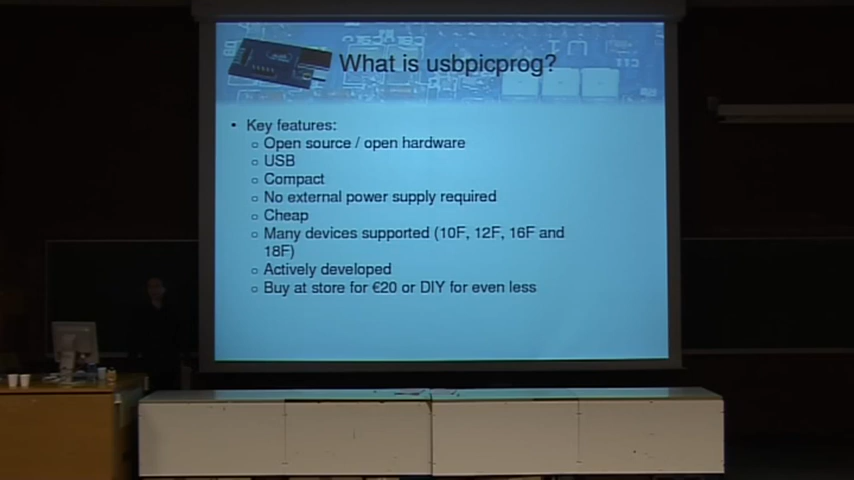 What is usbpicprog?
• Key features:
○ Open source / open hardware
○ USB
○ Compact
○ No external power supply required
○ Cheap
○ Many devices supported (10F, 12F, 16F and
18F)
○ Actively developed
○ Buy at store for €20 or DIY for even less